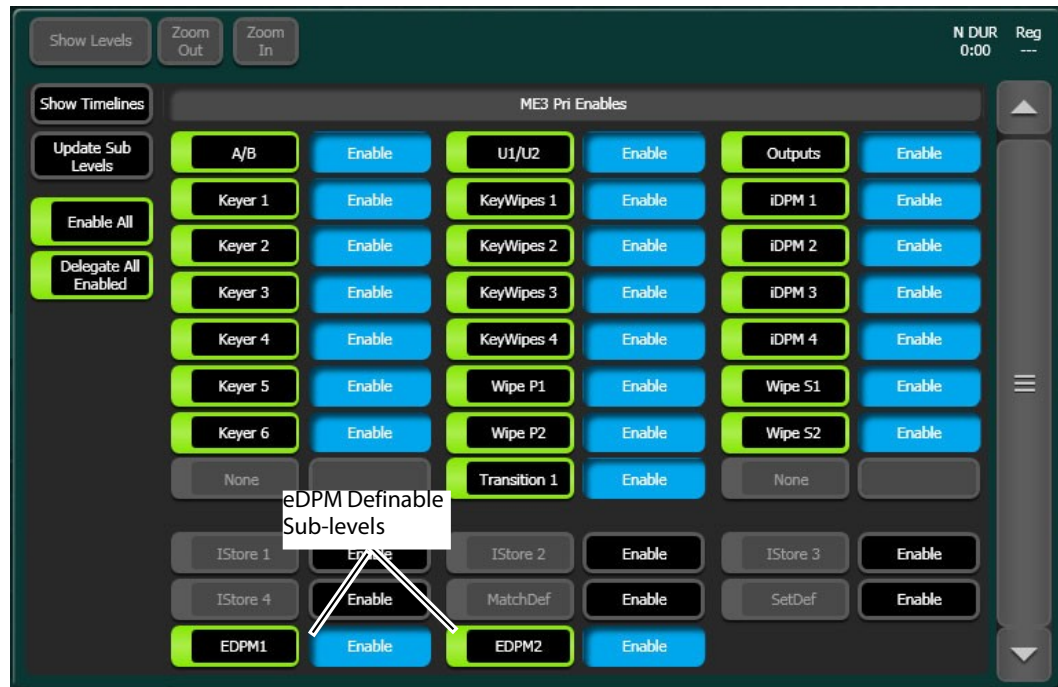 Show Levels
Zoom Out
Zoom In
N DUR 0:00
Reg ---
Show Timelines
ME3 Pri Enables
Update Sub Levels
Enable All
Delegate All Enabled
A/B Enable U1/U2 Enable Outputs Enable
Keyer 1 Enable KeyWipes 1 Enable iDPM 1 Enable
Keyer 2 Enable KeyWipes 2 Enable iDPM 2 Enable
Keyer 3 Enable KeyWipes 3 Enable iDPM 3 Enable
Keyer 4 Enable KeyWipes 4 Enable iDPM 4 Enable
Keyer 5 Enable Wipe P1 Enable Wipe S1 Enable
Keyer 6 Enable Wipe P2 Enable Wipe S2 Enable
None Transition 1 Enable None
eDPM Definable
Sub-levels
IStore 1 Enable IStore 2 Enable IStore 3 Enable
IStore 4 Enable MatchDef Enable SetDef Enable
EDPM1 Enable EDPM2 Enable